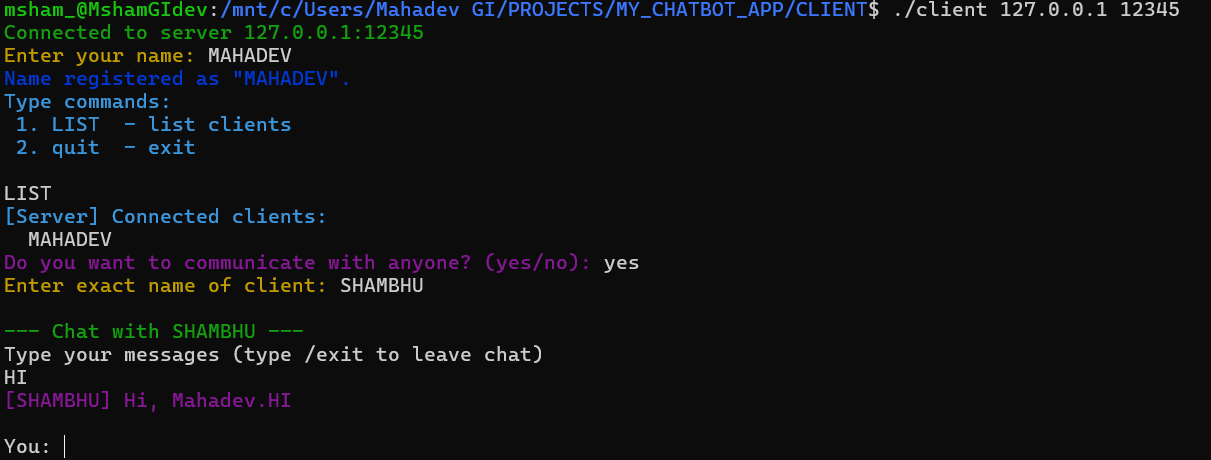 msham_@MshamGIdev:/mnt/c/Users/Mahadev GI/PROJECTS/MY_CHATBOT_APP/CLIENT$ ./client 127.0.0.1 12345
Connected to server 127.0.0.1:12345
Enter your name: MAHADEV
Name registered as "MAHADEV".
Type commands:
 1. LIST  - list clients
 2. quit  - exit

LIST
[Server] Connected clients:
  MAHADEV
Do you want to communicate with anyone? (yes/no): yes
Enter exact name of client: SHAMBHU

--- Chat with SHAMBHU ---
Type your messages (type /exit to leave chat)
HI
[SHAMBHU] Hi, Mahadev.HI

You: